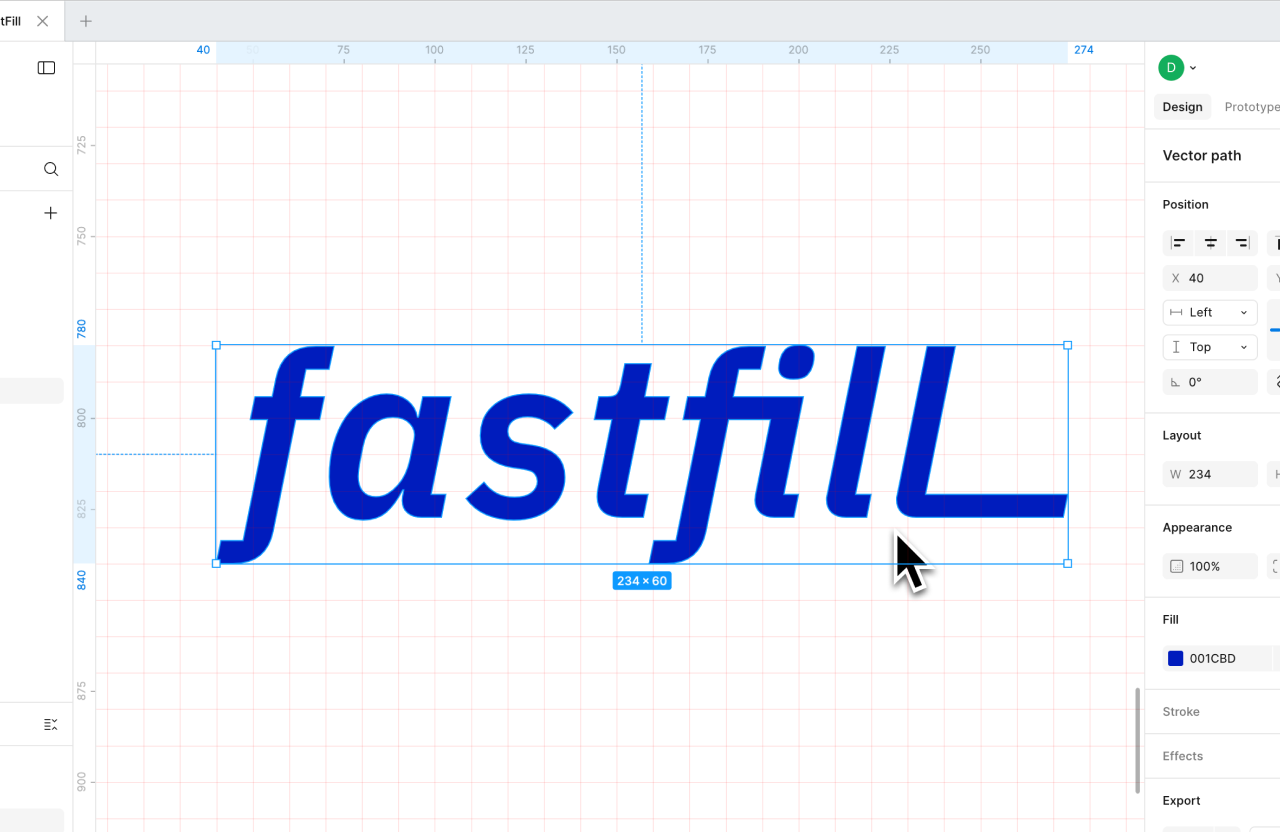 tFill
40 50 75 100 125 150 175 200 225 250 274
D
Design Prototype
Vector path
725
Position
750
X 40 Y
780
Left
Top
0°
fastfill
800
Layout
825
W 234 H
Appearance
840
234 × 60
100%
Fill
001CBD
875
Stroke
Effects
900
Export